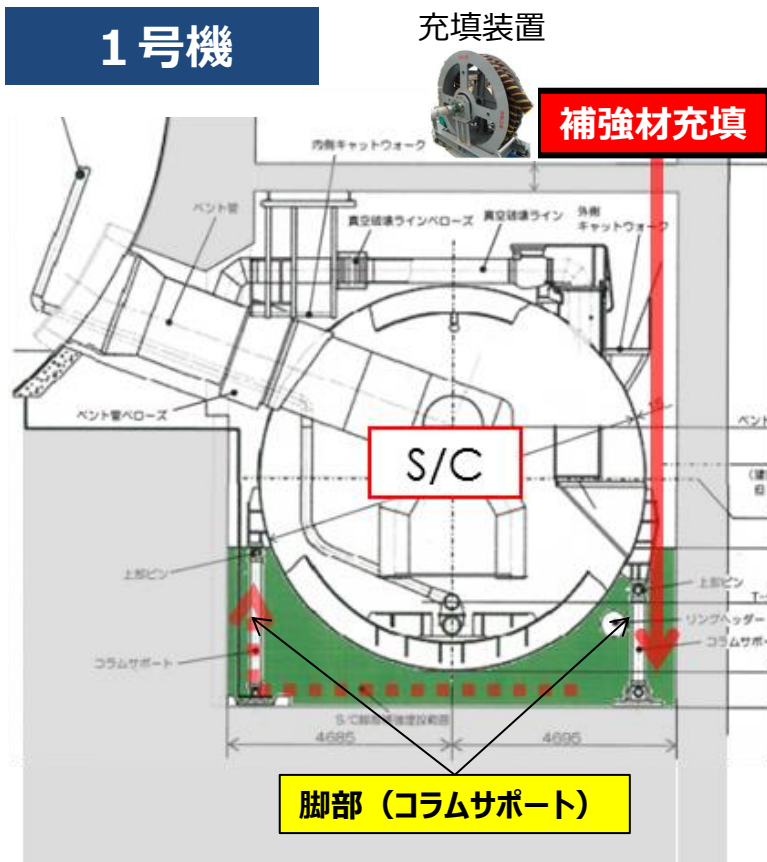 1号機
充填装置
補強材充填
内側キャットウォーク
ベント管
真空破壊ラインベローズ
真空破壊ライン
外側
キャットウォーク
ベント管ベローズ
ベント
S/C
上部ピン
上部ピン
リングヘッダー
コラムサポート
コラムサポー
4685
4695
脚部（コラムサポート）